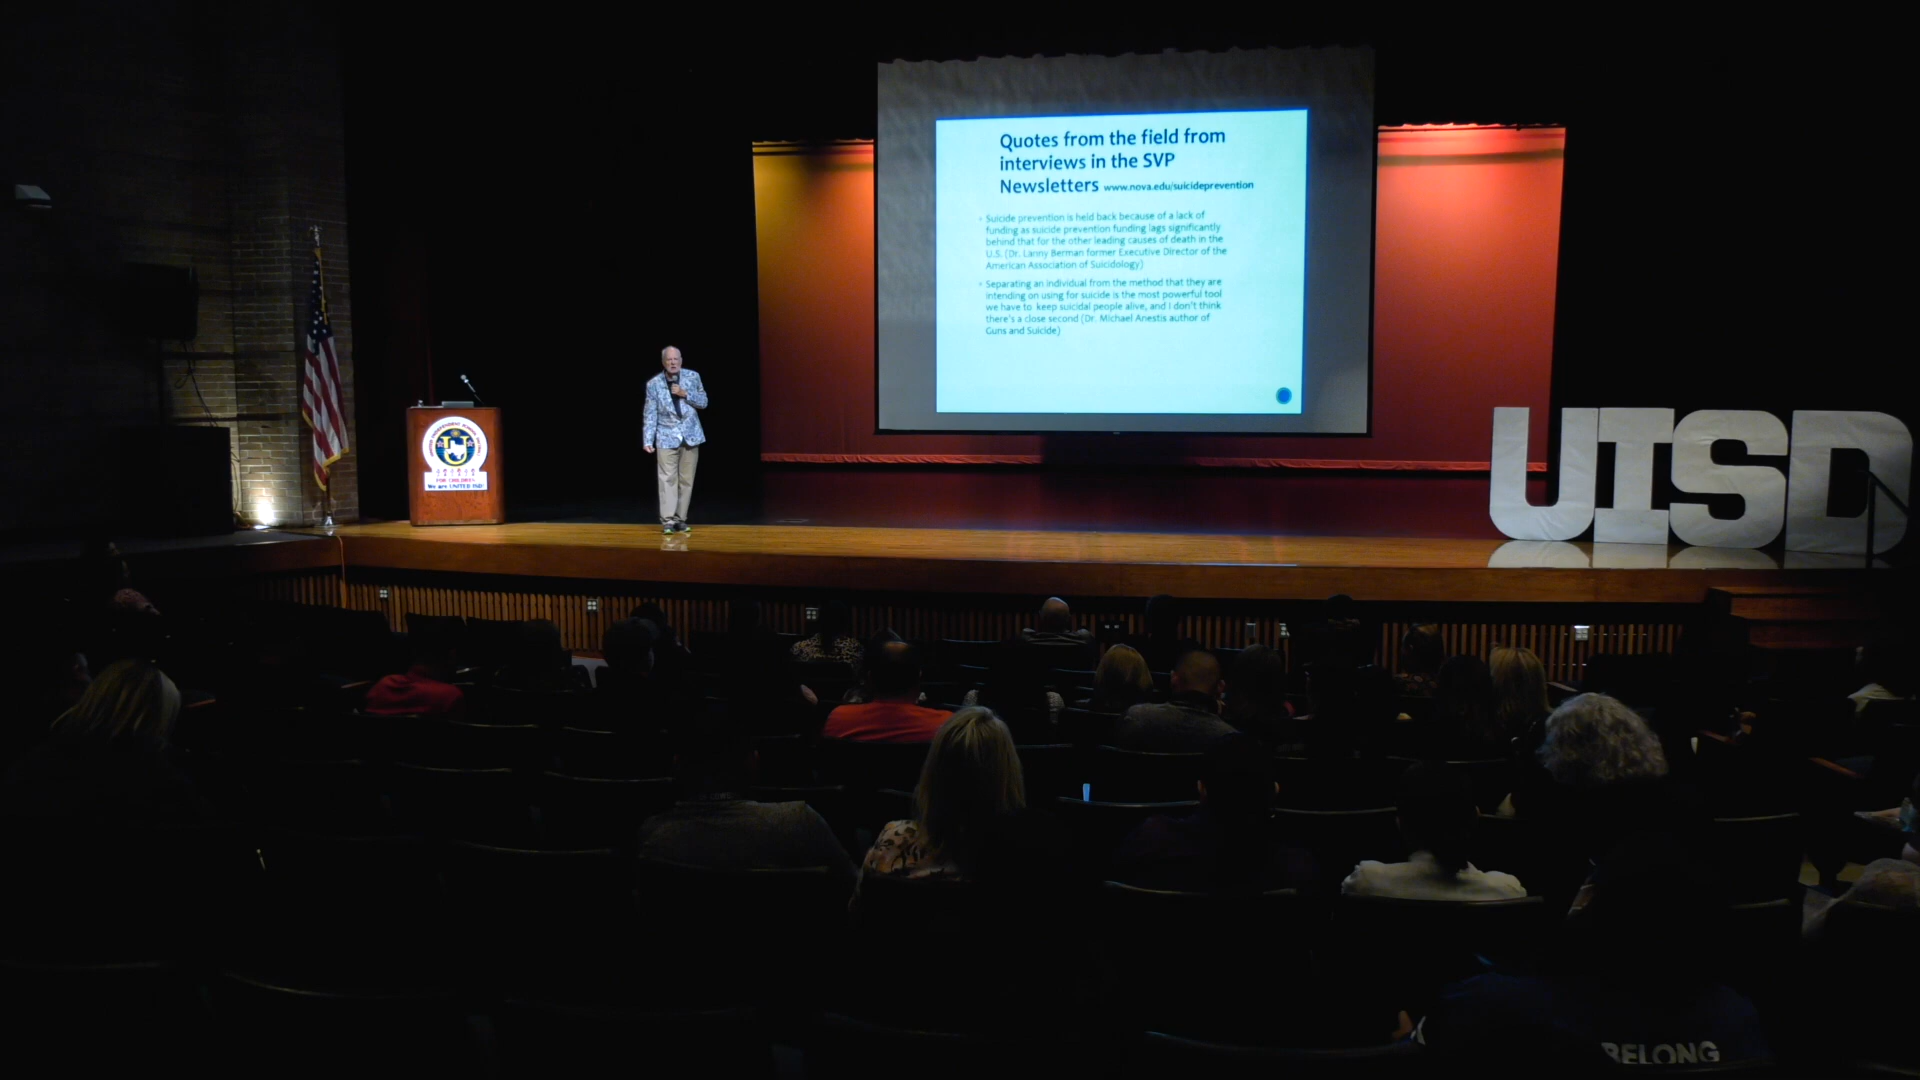 Quotes from the field from
interviews in the SVP
Newsletters www.nova.edu/suicideprevention
Suicide prevention is held back because of a lack of
funding as suicide prevention funding lags significantly
behind that for the other leading causes of death in the
U.S. (Dr. Lanny Berman former Executive Director of the
American Association of Suicidology)
Separating an individual from the method that they are
intending on using for suicide is the most powerful tool
we have to keep suicidal people alive, and I don't think
there's a close second (Dr. Michael Anestis author of
Guns and Suicide)
U
FOR CHILDREN
We are UNITED ISD!
UISD
BELONG